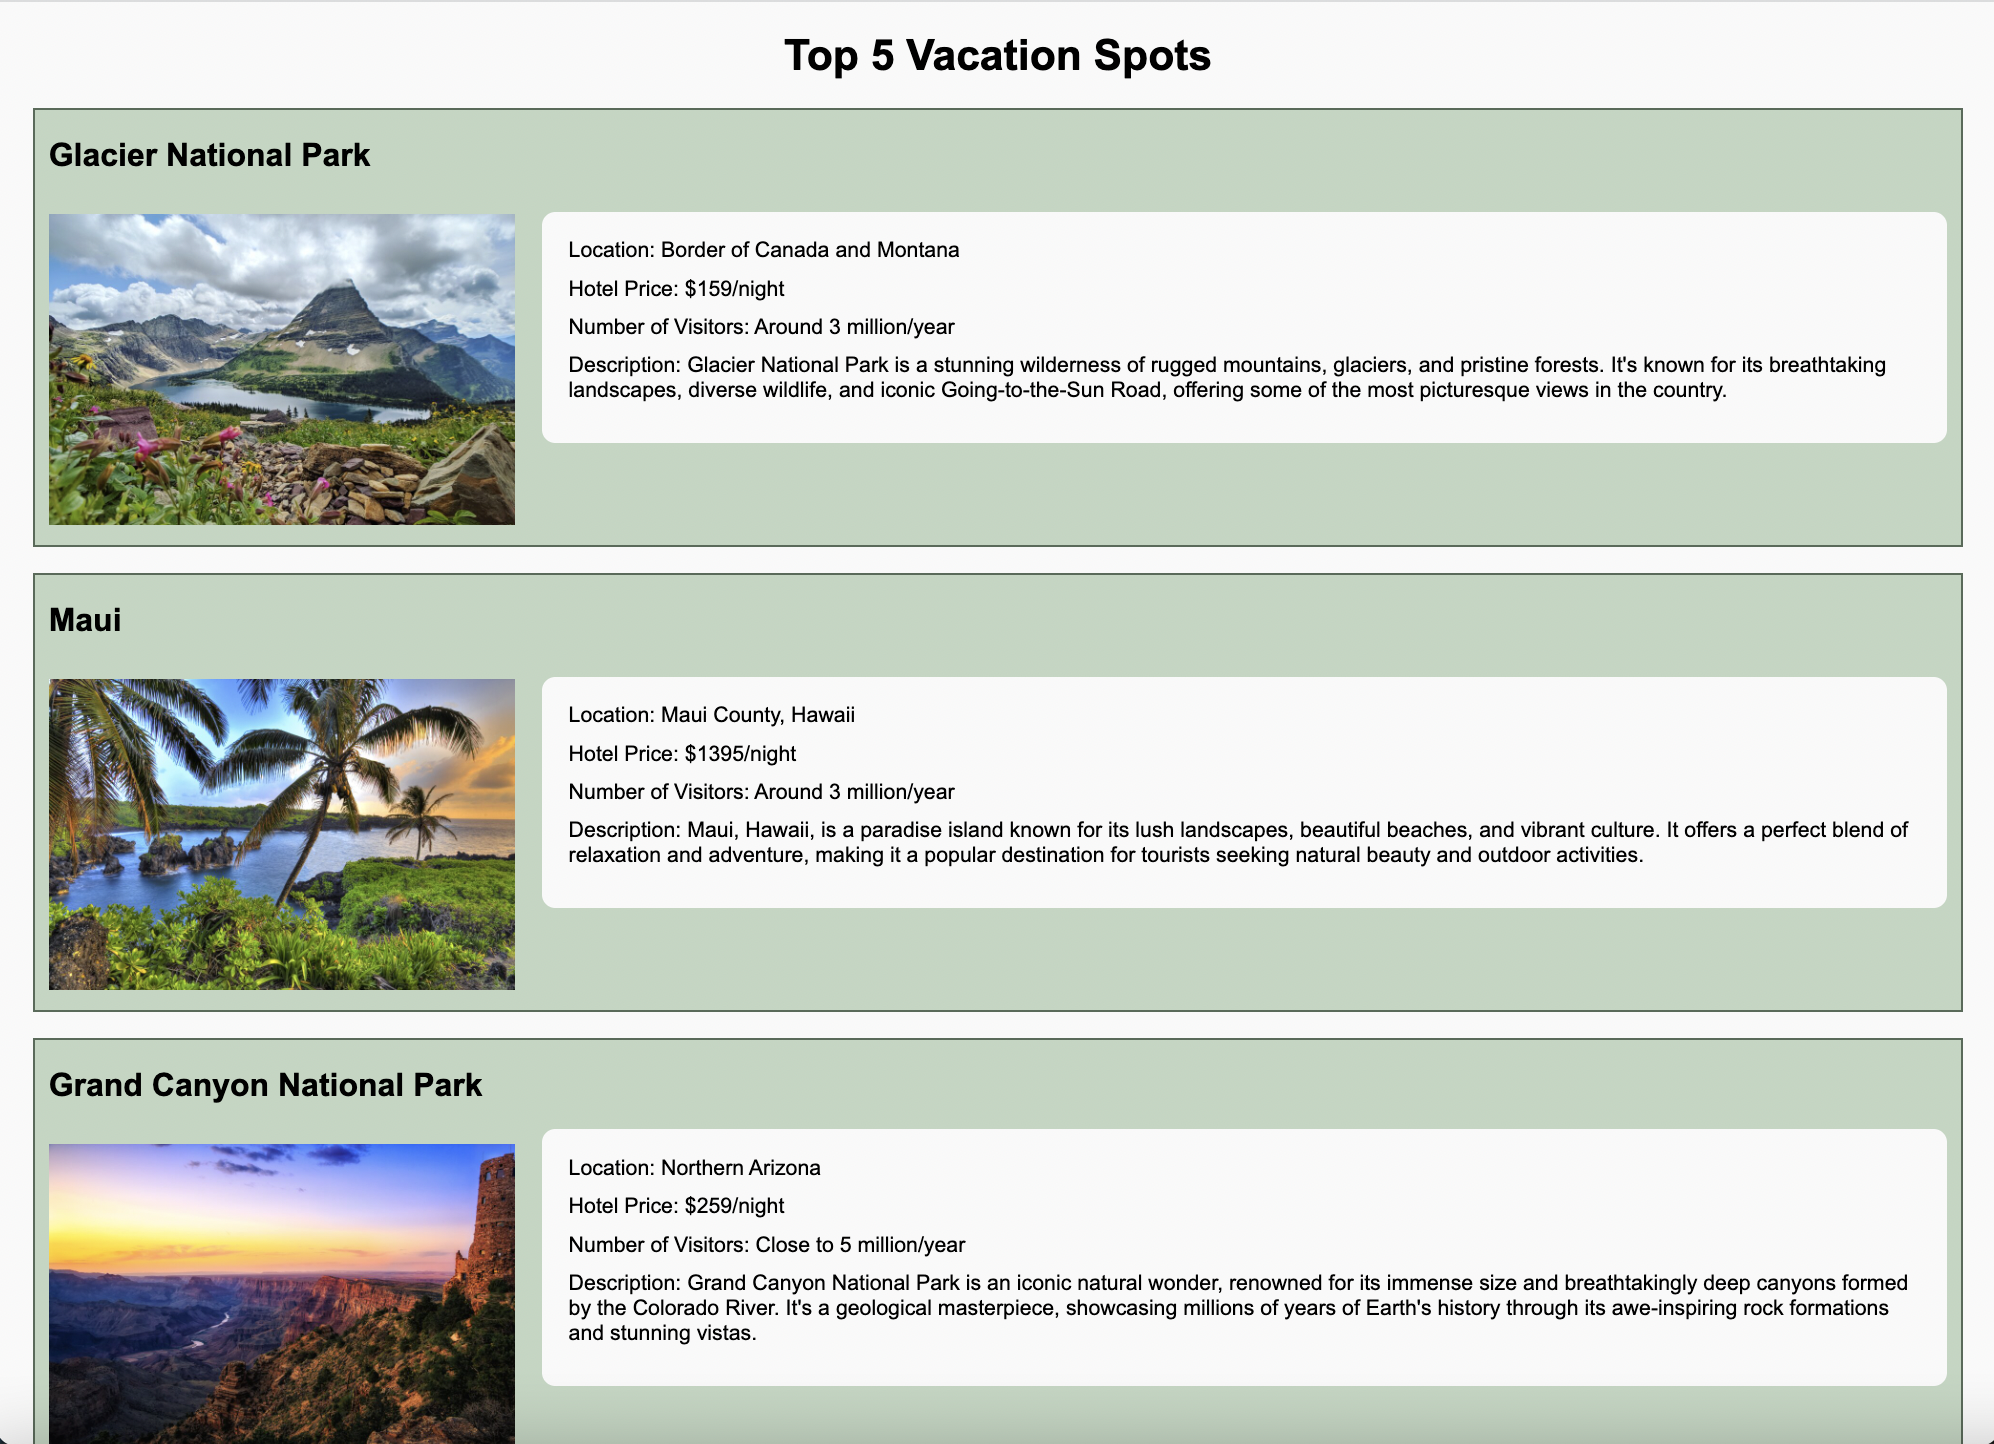 Top 5 Vacation Spots
Glacier National Park
Location: Border of Canada and Montana
Hotel Price: $159/night
Number of Visitors: Around 3 million/year
Description: Glacier National Park is a stunning wilderness of rugged mountains, glaciers, and pristine forests. It's known for its breathtaking
landscapes, diverse wildlife, and iconic Going-to-the-Sun Road, offering some of the most picturesque views in the country.
Maui
Location: Maui County, Hawaii
Hotel Price: $1395/night
Number of Visitors: Around 3 million/year
Description: Maui, Hawaii, is a paradise island known for its lush landscapes, beautiful beaches, and vibrant culture. It offers a perfect blend of
relaxation and adventure, making it a popular destination for tourists seeking natural beauty and outdoor activities.
Grand Canyon National Park
Location: Northern Arizona
Hotel Price: $259/night
Number of Visitors: Close to 5 million/year
Description: Grand Canyon National Park is an iconic natural wonder, renowned for its immense size and breathtakingly deep canyons formed
by the Colorado River. It's a geological masterpiece, showcasing millions of years of Earth's history through its awe-inspiring rock formations
and stunning vistas.